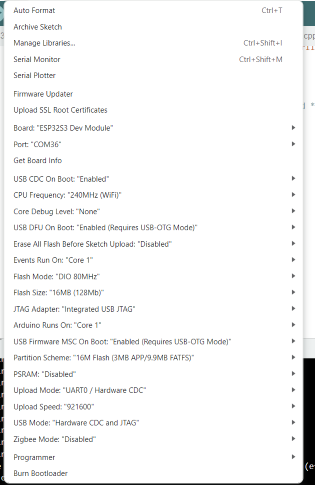 Auto Format Ctrl+T
Archive Sketch
Manage Libraries... Ctrl+Shift+I
Serial Monitor Ctrl+Shift+M
Serial Plotter
Firmware Updater
Upload SSL Root Certificates
Board: "ESP32S3 Dev Module"
Port: "COM36"
Get Board Info
USB CDC On Boot: "Enabled"
CPU Frequency: "240MHz (WiFi)"
Core Debug Level: "None"
USB DFU On Boot: "Enabled (Requires USB-OTG Mode)"
Erase All Flash Before Sketch Upload: "Disabled"
Events Run On: "Core 1"
Flash Mode: "DIO 80MHz"
Flash Size: "16MB (128Mb)"
JTAG Adapter: "Integrated USB JTAG"
Arduino Runs On: "Core 1"
USB Firmware MSC On Boot: "Enabled (Requires USB-OTG Mode)"
Partition Scheme: "16M Flash (3MB APP/9.9MB FATFS)"
PSRAM: "Disabled"
Upload Mode: "UART0 / Hardware CDC"
Upload Speed: "921600"
USB Mode: "Hardware CDC and JTAG"
Zigbee Mode: "Disabled"
Programmer
Burn Bootloader